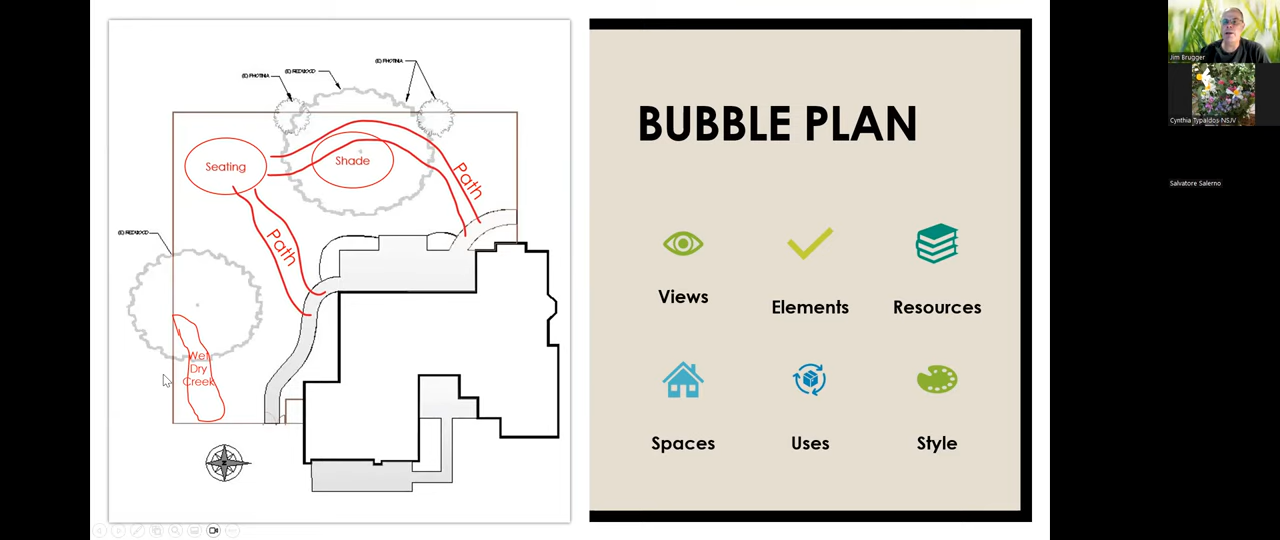 (E) PHOTINIA
(E) REDWOOD
(E) PHOTINIA
Seating
Shade
Path
Path
(E) REDWOOD
Wet
Dry
Creek
BUBBLE PLAN
Views
Elements
Resources
Spaces
Uses
Style
Jim Brugger
Cynthia Typaldos-NSJV
Salvatore Salerno